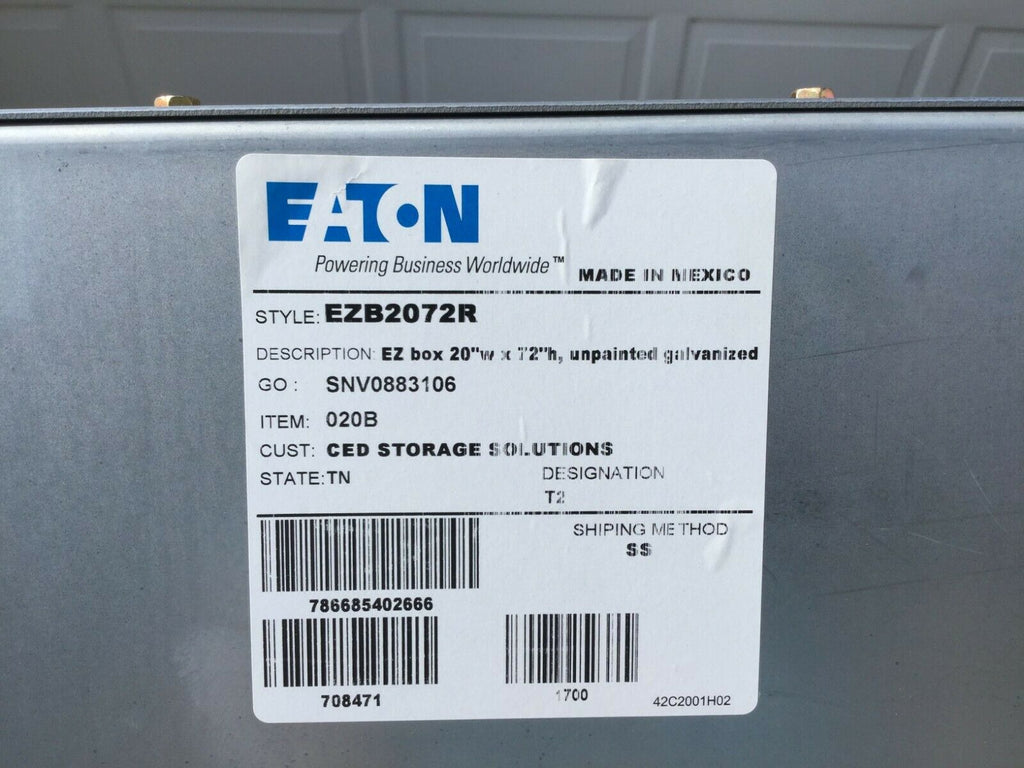 EATON
Powering Business Worldwide™
MADE IN MEXICO
STYLE: EZB2072R
DESCRIPTION: EZ box 20"w x 72"h, unpainted galvanized
GO : SNV0883106
ITEM: 020B
CUST: CED STORAGE SOLUTIONS
STATE: TN
DESIGNATION
T2
SHIPING METHOD
SS
786685402666
708471
1700
42C2001H02